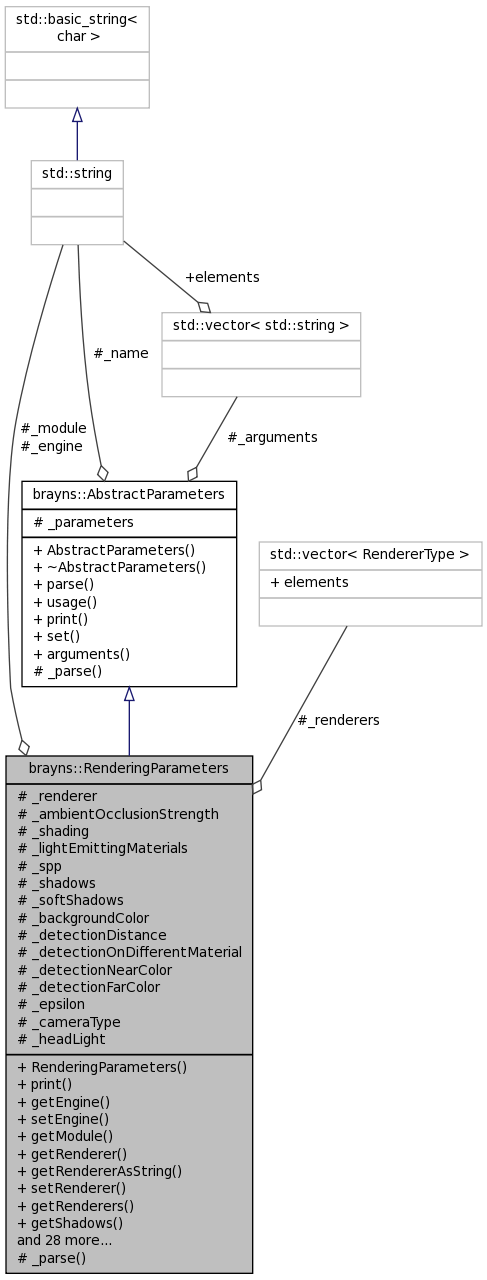 std::basic_string<
char >
std::string
+elements
std::vector< std::string >
#_name
#_module
#_engine
#_arguments
brayns::AbstractParameters
# _parameters
+ AbstractParameters()
+ ~AbstractParameters()
+ parse()
+ usage()
+ print()
+ set()
+ arguments()
# _parse()
std::vector< RendererType >
+ elements
#_renderers
brayns::RenderingParameters
# _renderer
# _ambientOcclusionStrength
# _shading
# _lightEmittingMaterials
# _spp
# _shadows
# _softShadows
# _backgroundColor
# _detectionDistance
# _detectionOnDifferentMaterial
# _detectionNearColor
# _detectionFarColor
# _epsilon
# _cameraType
# _headLight
+ RenderingParameters()
+ print()
+ getEngine()
+ setEngine()
+ getModule()
+ getRenderer()
+ getRendererAsString()
+ setRenderer()
+ getRenderers()
+ getShadows()
and 28 more...
# _parse()